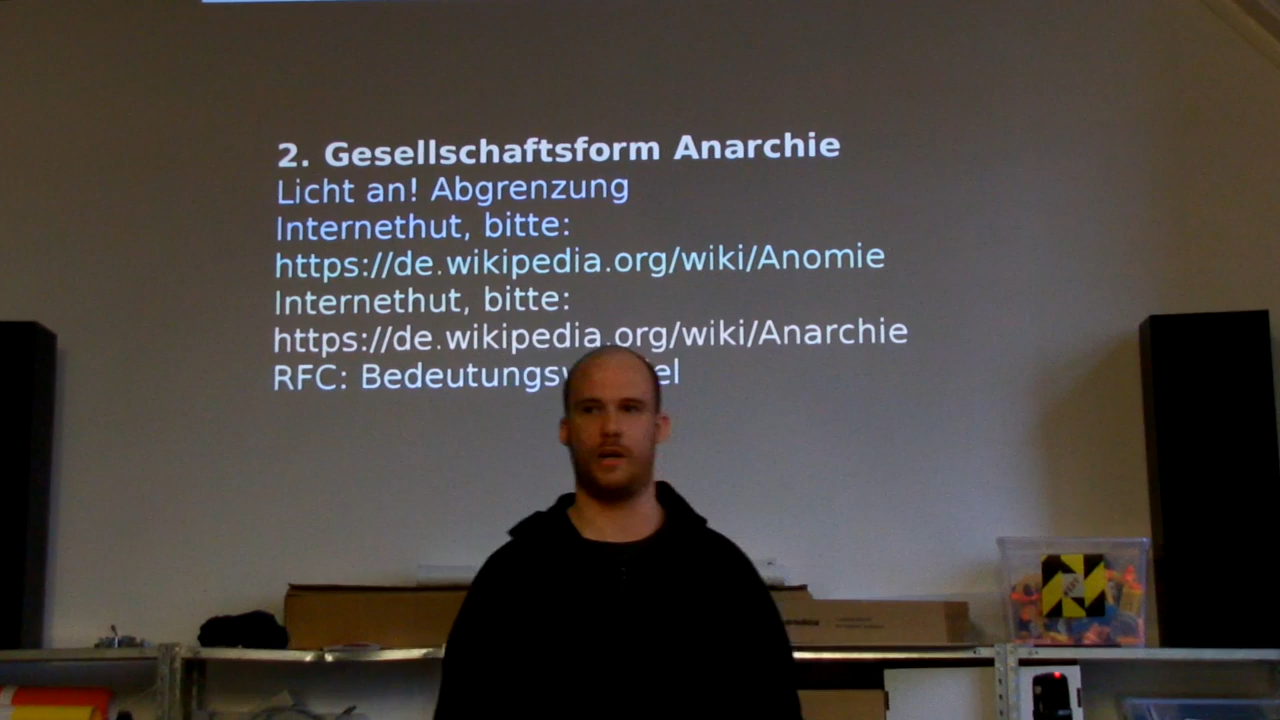 2. Gesellschaftsform Anarchie
Licht an! Abgrenzung
Internethut, bitte:
https://de.wikipedia.org/wiki/Anomie
Internethut, bitte:
https://de.wikipedia.org/wiki/Anarchie
RFC: